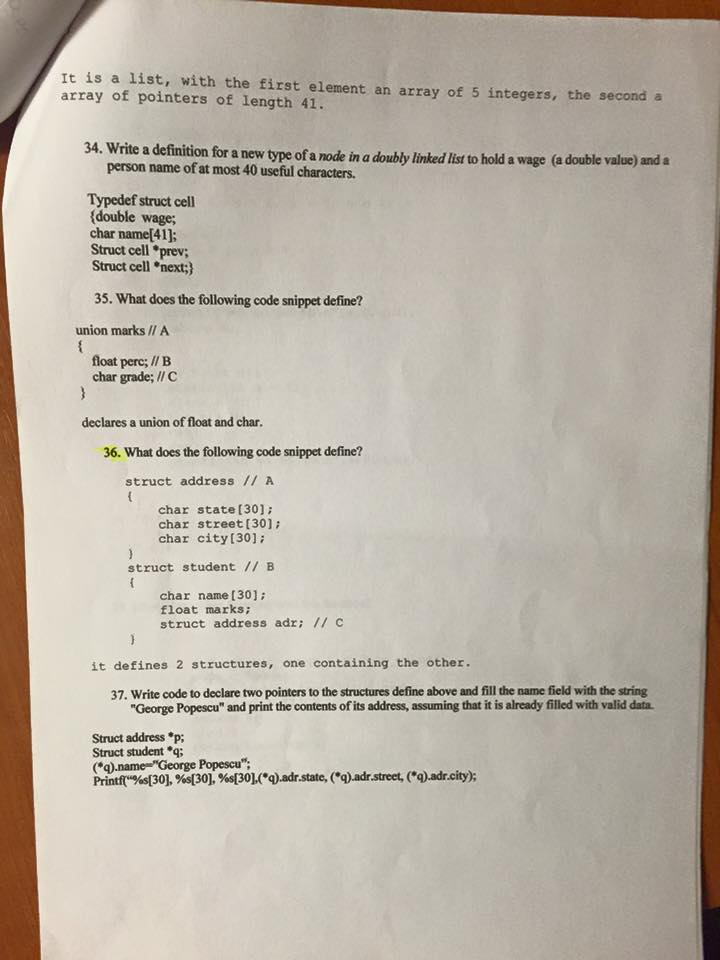 It is a list, with the first element an array of 5 integers, the second a
array of pointers of length 41.
34. Write a definition for a new type of a node in a doubly linked list to hold a wage (a double value) and a
person name of at most 40 useful characters.
Typedef struct cell
{double wage;
char name[41];
Struct cell *prev;
Struct cell *next;}
35. What does the following code snippet define?
union marks // A
{
float perc; // B
char grade; // C
}
declares a union of float and char.
36. What does the following code snippet define?
struct address // A
{
char state[30];
char street[30];
char city[30];
}
struct student // B
{
char name[30];
float marks;
struct address adr; // C
}
it defines 2 structures, one containing the other.
37. Write code to declare two pointers to the structures define above and fill the name field with the string
"George Popescu" and print the contents of its address, assuming that it is already filled with valid data.
Struct address *p;
Struct student *q;
(*q).name="George Popescu";
Printf("%s[30], %s[30], %s[30],(*q).adr.state, (*q).adr.street, (*q).adr.city);